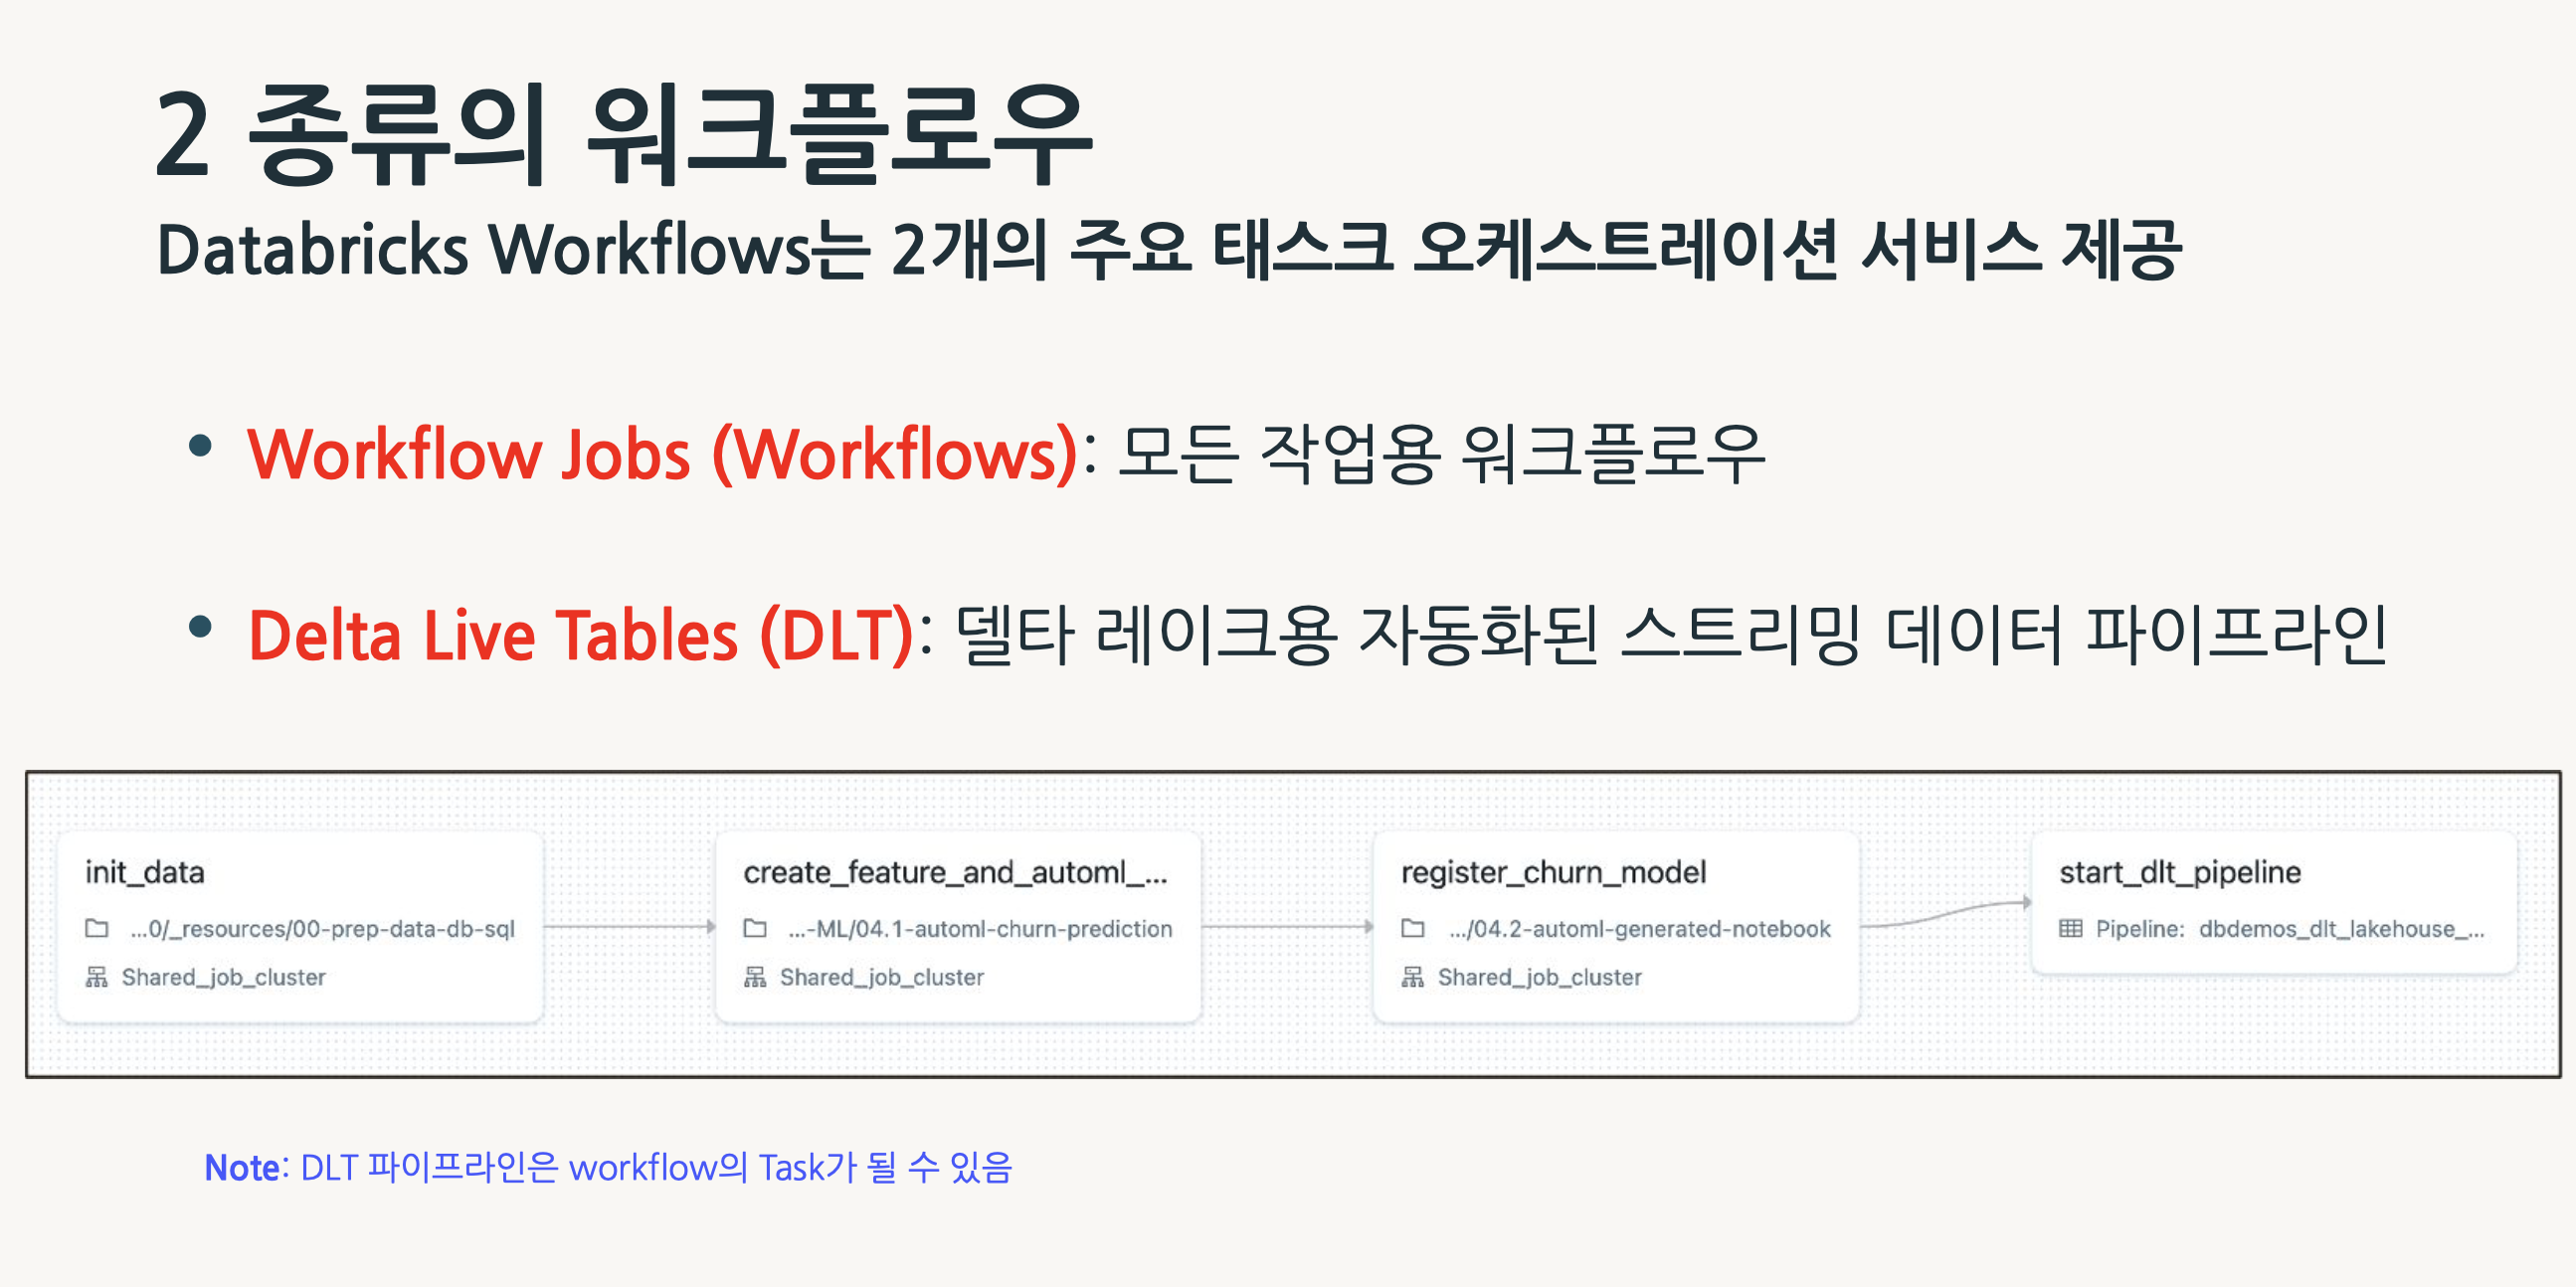 2 종류의 워크플로우
Databricks Workflows는 2개의 주요 태스크 오케스트레이션 서비스 제공
• Workflow Jobs (Workflows): 모든 작업용 워크플로우
• Delta Live Tables (DLT): 델타 레이크용 자동화된 스트리밍 데이터 파이프라인
init_data
...0/_resources/00-prep-data-db-sql
Shared_job_cluster
create_feature_and_automl_...
...-ML/04.1-automl-churn-prediction
Shared_job_cluster
register_churn_model
.../04.2-automl-generated-notebook
Shared_job_cluster
start_dlt_pipeline
Pipeline: dbdemos_dlt_lakehouse_...
Note: DLT 파이프라인은 workflow의 Task가 될 수 있음